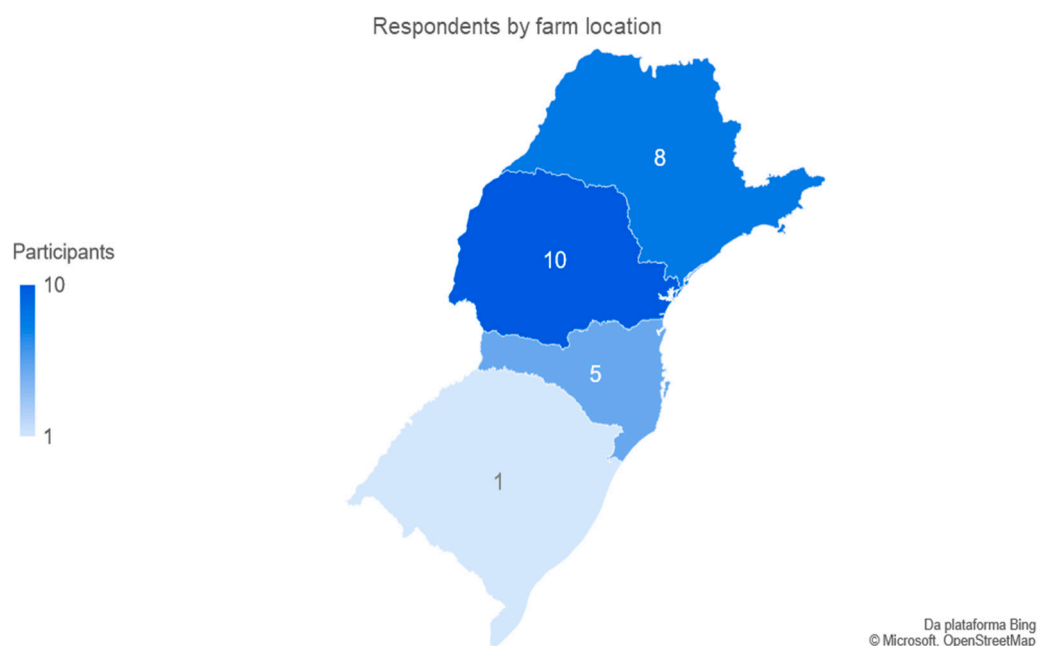 Respondents by farm location
8
10
Participants
10
5
1
1
Da plataforma Bing
© Microsoft, OpenStreetMap